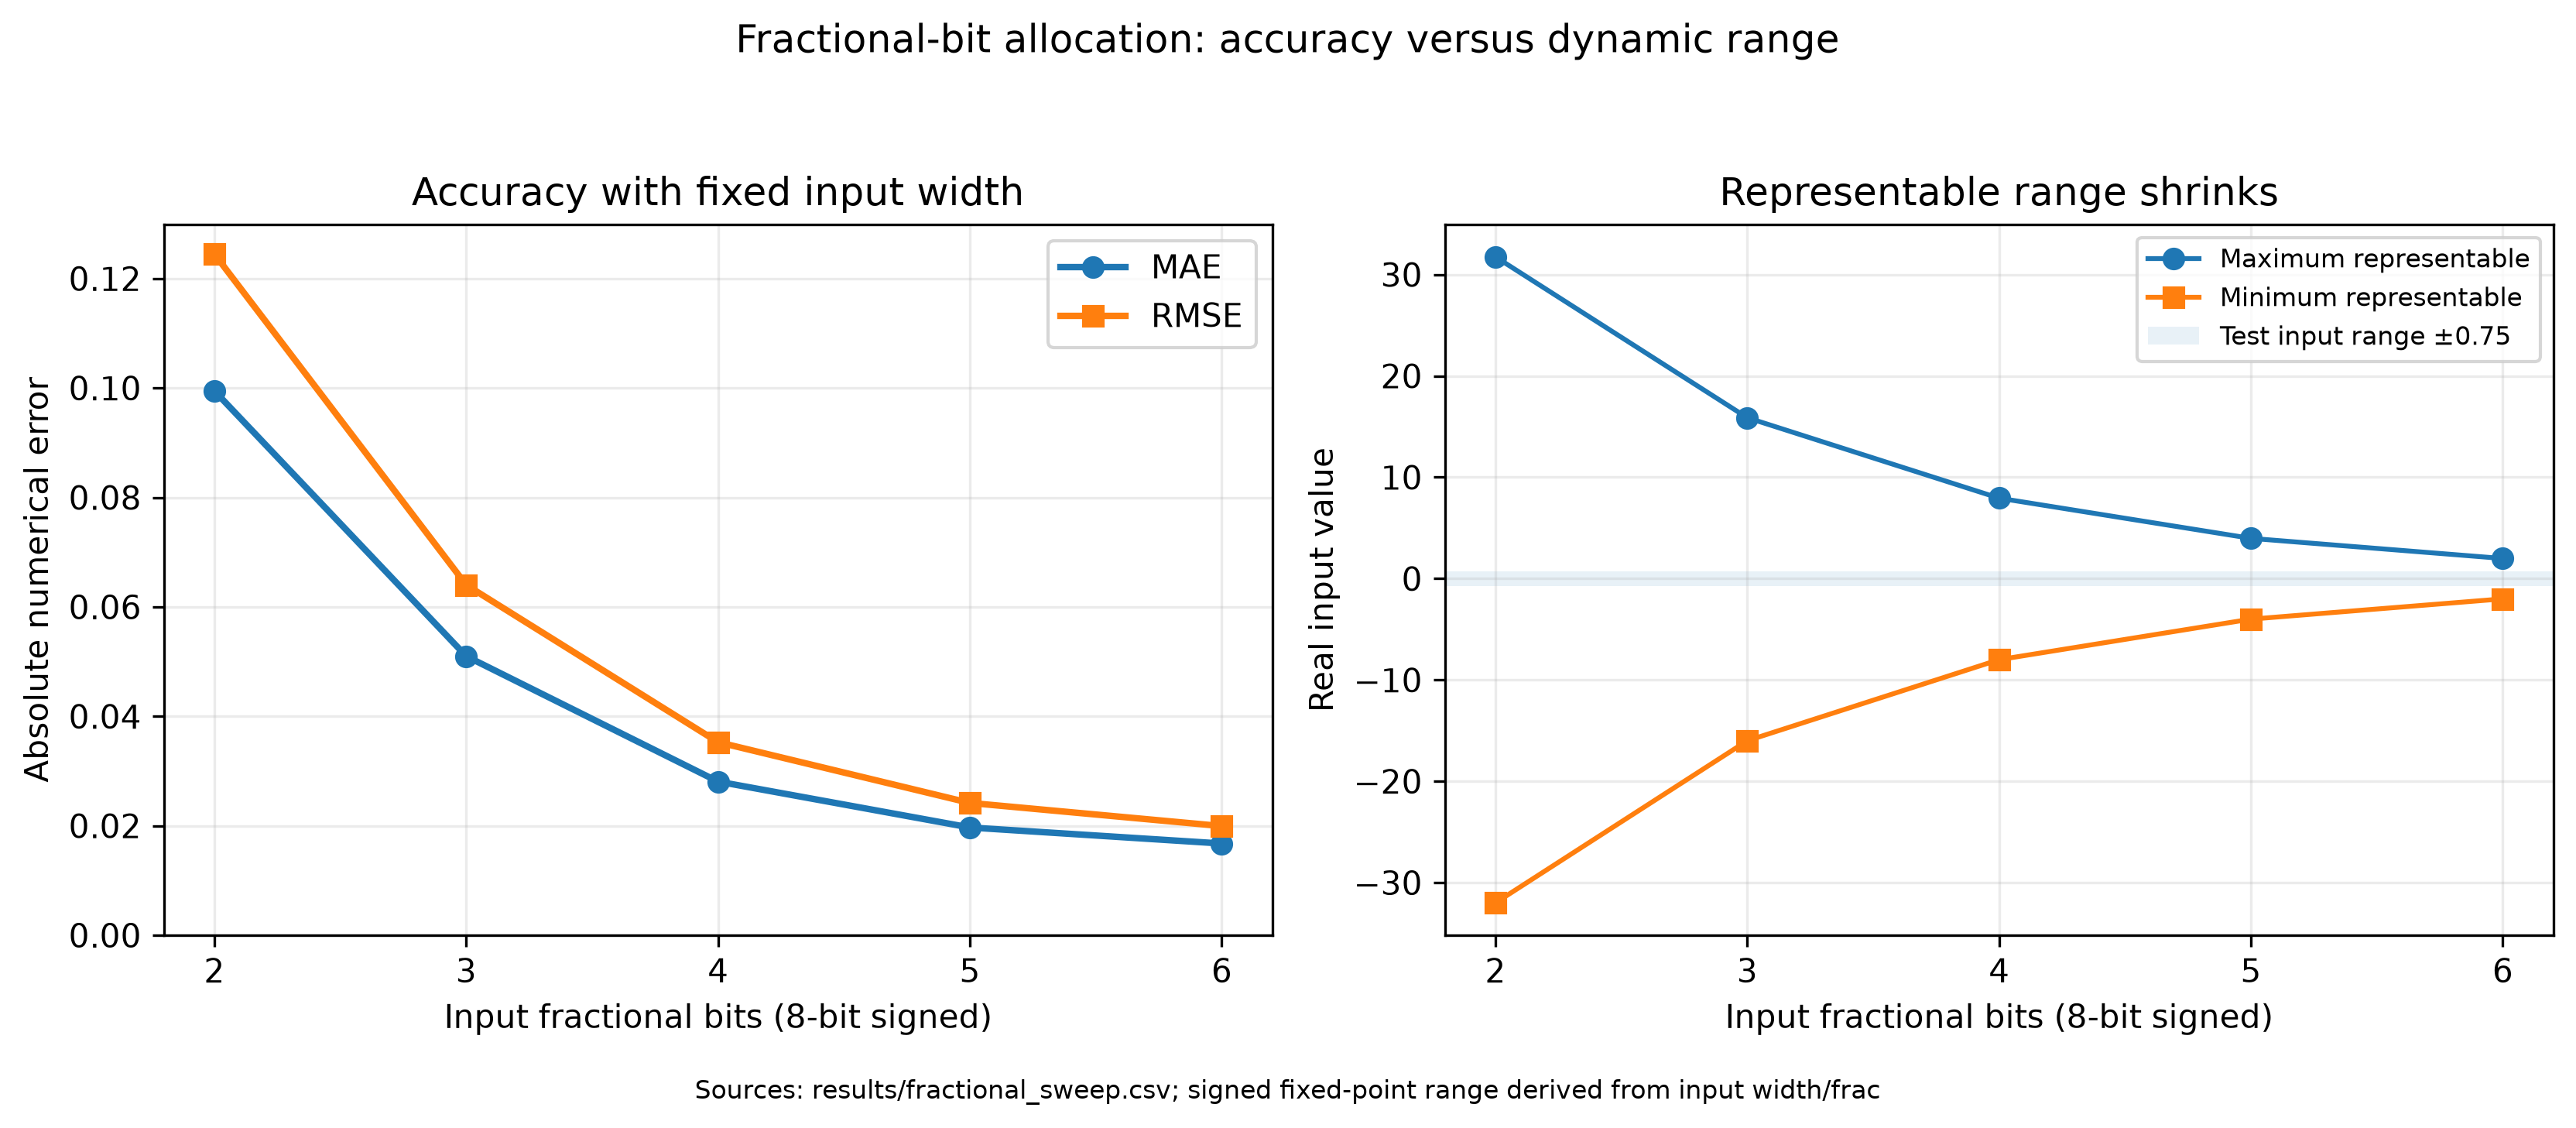 Fractional-bit allocation: accuracy versus dynamic range
Accuracy with fixed input width
Absolute numerical error
0.12
0.10
0.08
0.06
0.04
0.02
0.00
2 3 4 5 6
Input fractional bits (8-bit signed)
MAE
RMSE
Representable range shrinks
Real input value
30
20
10
0
−10
−20
−30
2 3 4 5 6
Input fractional bits (8-bit signed)
Maximum representable
Minimum representable
Test input range ±0.75
Sources: results/fractional_sweep.csv; signed fixed-point range derived from input width/frac